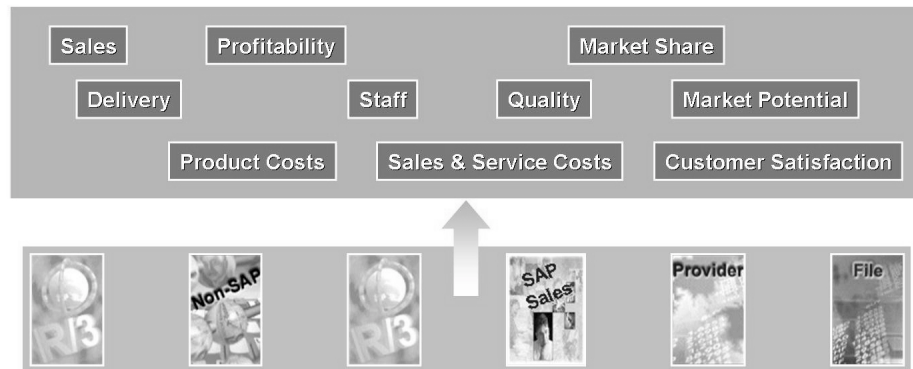 Sales
Profitability
Market Share
Delivery
Staff
Quality
Market Potential
Product Costs
Sales & Service Costs
Customer Satisfaction
R/3
Non-SAP
R/3
SAP
Sales
Provider
File